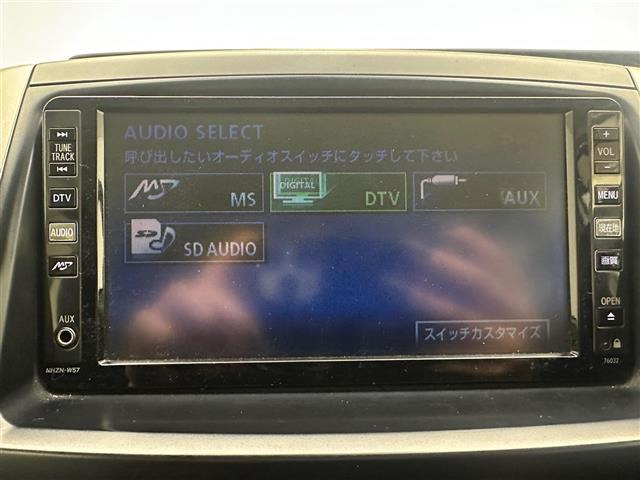 AUDIO SELECT
呼び出したいオーディオスイッチにタッチして下さい
MS
DIGITAL
DTV
AUX
SD AUDIO
スイッチカスタマイズ
TUNE
TRACK
DTV
AUDIO
AUX
NHZN-W57
+
VOL
−
MENU
現在地
画質
OPEN
76032